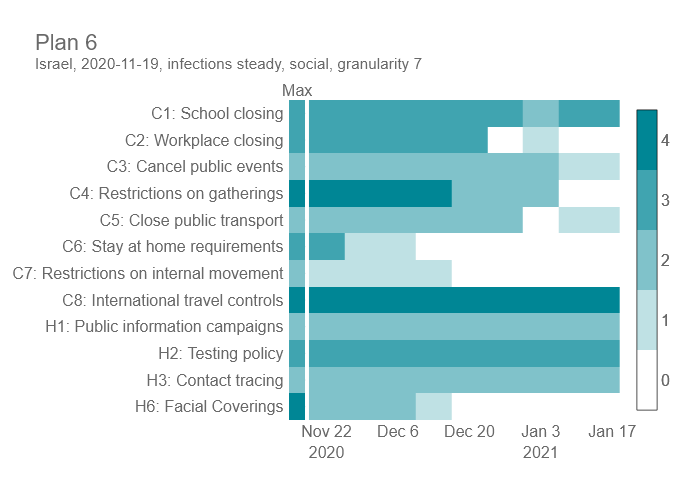 Plan 6
Israel, 2020-11-19, infections steady, social, granularity 7
Max
C1: School closing
C2: Workplace closing
C3: Cancel public events
C4: Restrictions on gatherings
C5: Close public transport
C6: Stay at home requirements
C7: Restrictions on internal movement
C8: International travel controls
H1: Public information campaigns
H2: Testing policy
H3: Contact tracing
H6: Facial Coverings
4
3
2
1
0
Nov 22 Dec 6 Dec 20 Jan 3 Jan 17
2020 2021